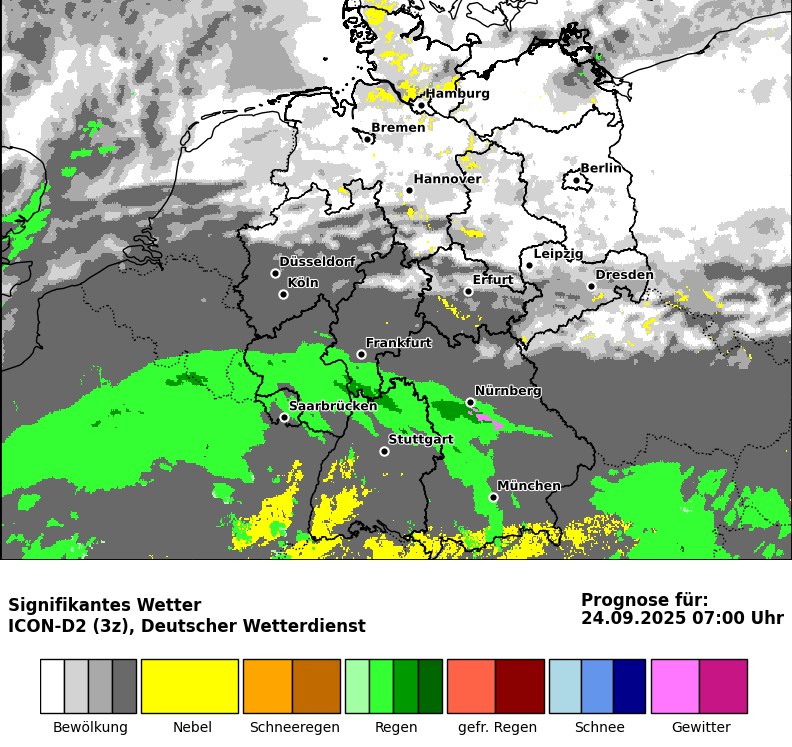 Hamburg
Bremen
Berlin
Hannover
Leipzig
Düsseldorf
Dresden
Köln
Erfurt
Frankfurt
Nürnberg
Saarbrücken
Stuttgart
München
Signifikantes Wetter
ICON-D2 (3z), Deutscher Wetterdienst
Prognose für:
24.09.2025 07:00 Uhr
Bewölkung Nebel Schneeregen Regen gefr. Regen Schnee Gewitter